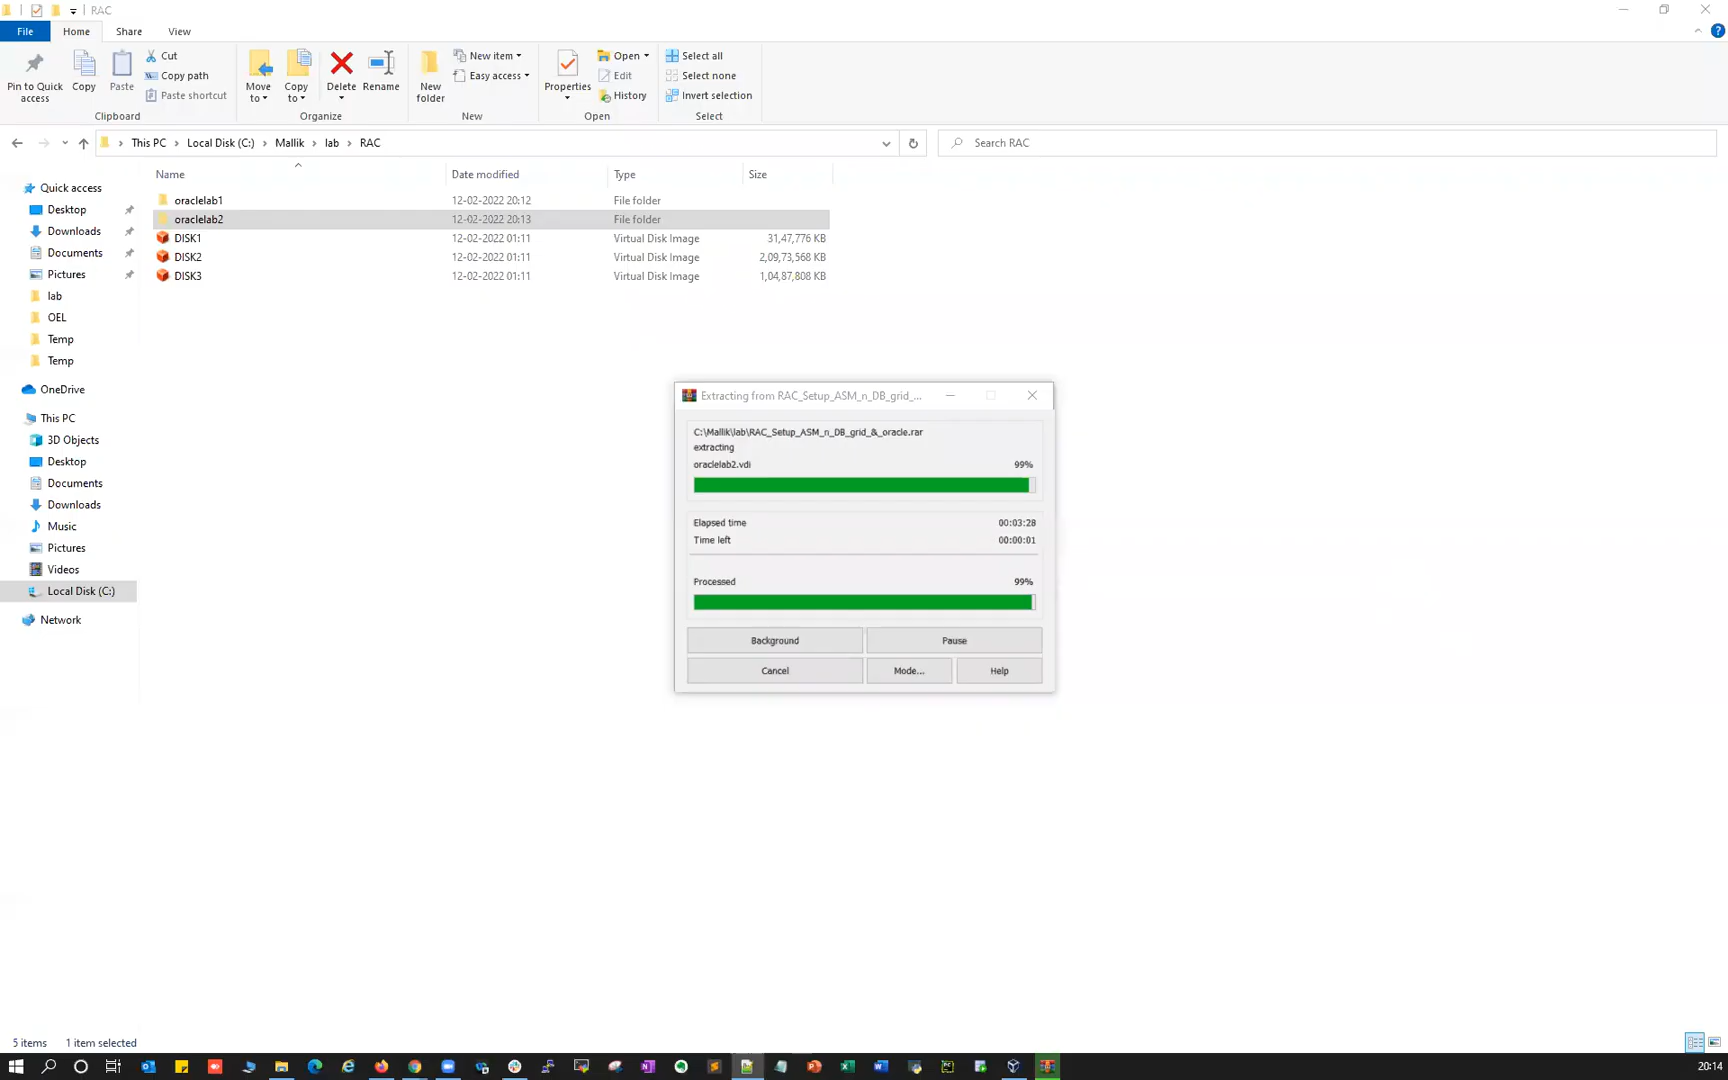 RAC
File Home Share View
Pin to Quick access
Copy
Paste
Cut
Copy path
Paste shortcut
Clipboard
Move to
Copy to
Delete
Rename
Organize
New folder
New item
Easy access
New
Properties
Open
Edit
History
Open
Select all
Select none
Invert selection
Select
This PC > Local Disk (C:) > Mallik > lab > RAC
Search RAC
Name Date modified Type Size
oraclelab1 12-02-2022 20:12 File folder
oraclelab2 12-02-2022 20:13 File folder
DISK1 12-02-2022 01:11 Virtual Disk Image 31,47,776 KB
DISK2 12-02-2022 01:11 Virtual Disk Image 2,09,73,568 KB
DISK3 12-02-2022 01:11 Virtual Disk Image 1,04,87,808 KB
Quick access
Desktop
Downloads
Documents
Pictures
lab
OEL
Temp
Temp
OneDrive
This PC
3D Objects
Desktop
Documents
Downloads
Music
Pictures
Videos
Local Disk (C:)
Network
Extracting from RAC_Setup_ASM_n_DB_grid_...
C:\Mallik\lab\RAC_Setup_ASM_n_DB_grid_&_oracle.rar
extracting
oraclelab2.vdi 99%
Elapsed time 00:03:28
Time left 00:00:01
Processed 99%
Background Pause
Cancel Mode... Help
5 items 1 item selected
20:14